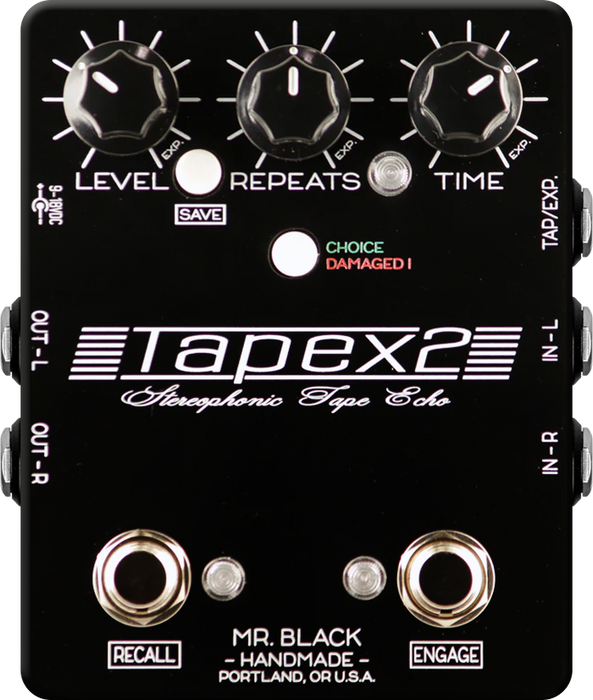 EXP.
EXP.
EXP.
LEVEL
REPEATS
TIME
SAVE
9-18VDC
TAP/EXP.
CHOICE
DAMAGED!
OUT-L
IN-L
Tapex2
Stereophonic Tape Echo
OUT-R
IN-R
RECALL
MR. BLACK
- HANDMADE -
PORTLAND, OR U.S.A.
ENGAGE